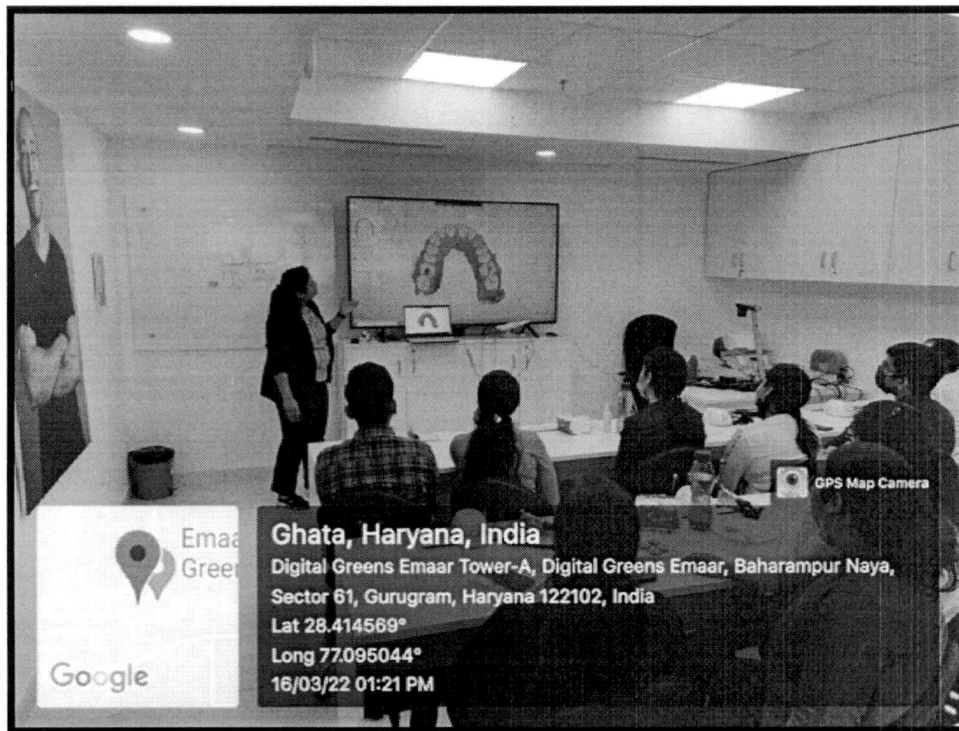 GPS Map Camera
Emaa
Gree
Google
Ghata, Haryana, India
Digital Greens Emaar Tower-A, Digital Greens Emaar, Baharampur Naya,
Sector 61, Gurugram, Haryana 122102, India
Lat 28.414569°
Long 77.095044°
16/03/22 01:21 PM